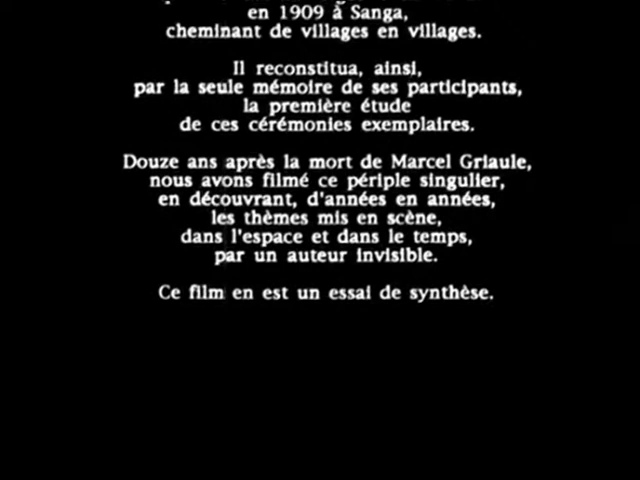 en 1909 à Sanga,
cheminant de villages en villages.
Il reconstitua, ainsi,
par la seule mémoire de ses participants,
la première étude
de ces cérémonies exemplaires.
Douze ans après la mort de Marcel Griaule,
nous avons filmé ce périple singulier,
en découvrant, d'années en années,
les thèmes mis en scène,
dans l'espace et dans le temps,
par un auteur invisible.
Ce film en est un essai de synthèse.